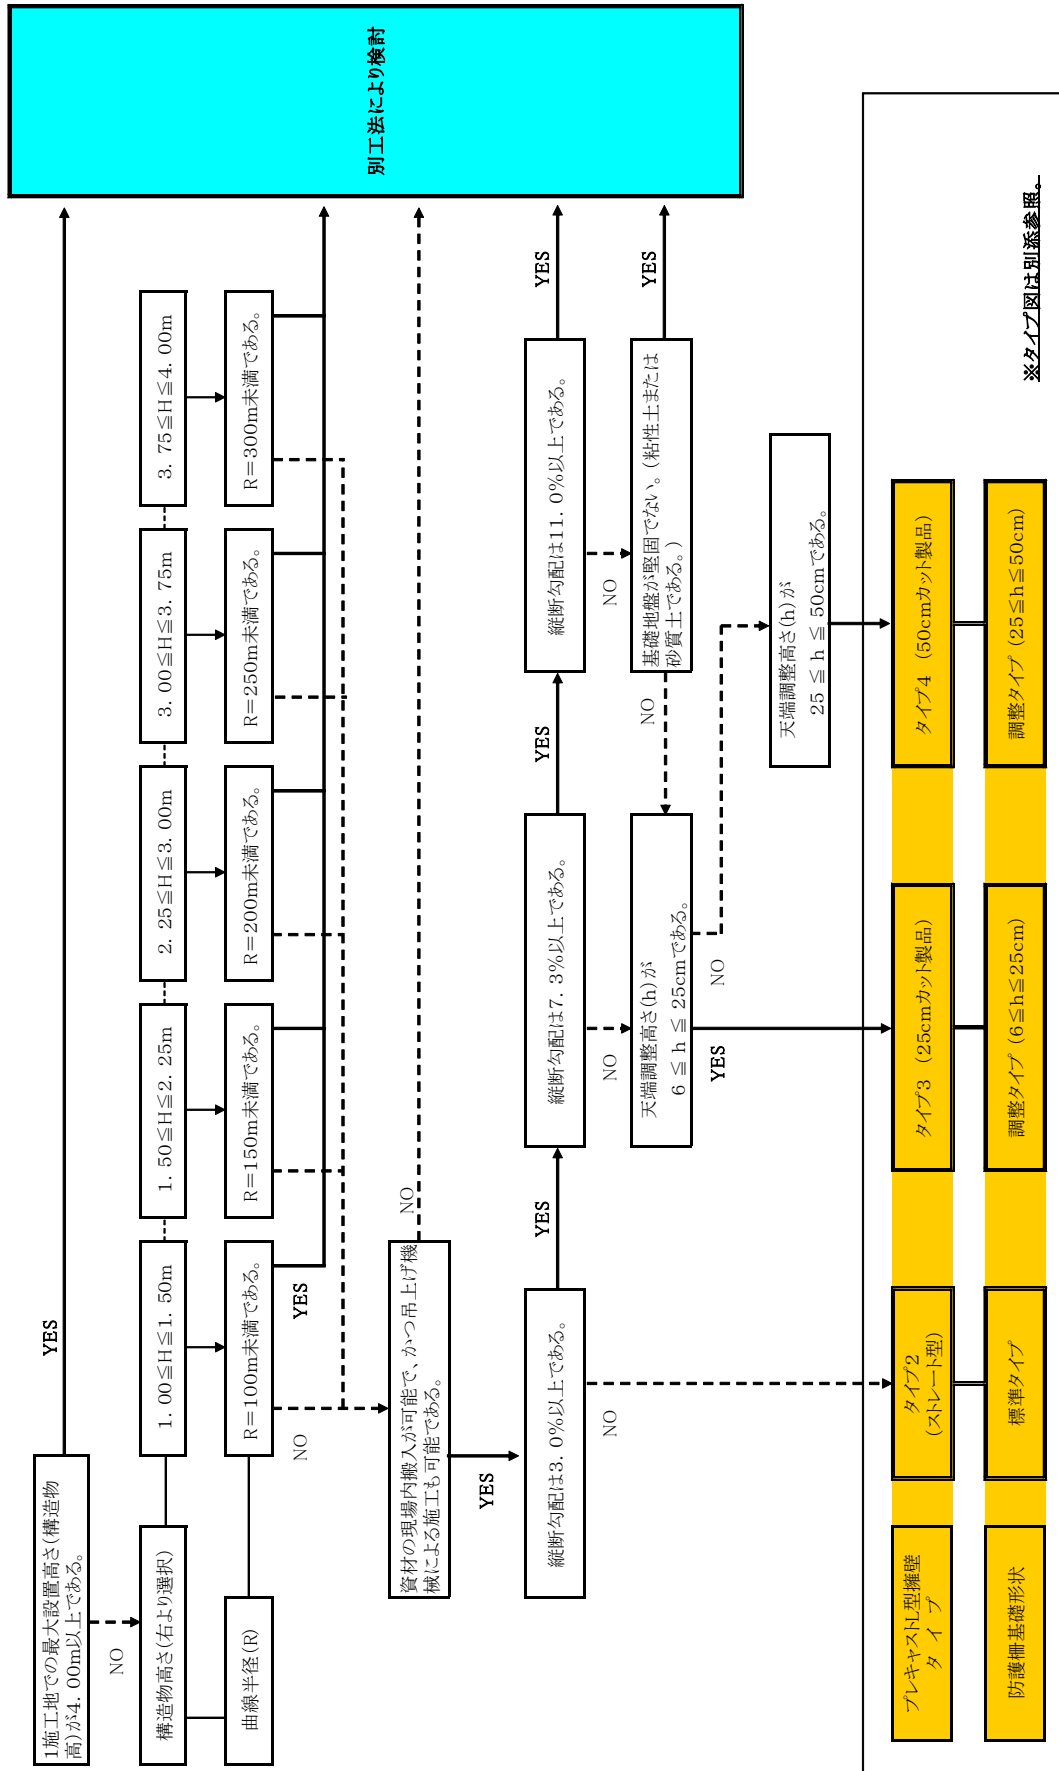 1施工地での最大設置高さ(構造物
高)が4.00m以上である。
YES
別工法により検討
NO
構造物高さ(右より選択)
1.00≦H≦1.50m
1.50≦H≦2.25m
2.25≦H≦3.00m
3.00≦H≦3.75m
3.75≦H≦4.00m
曲線半径(R)
R=100m未満である。
R=150m未満である。
R=200m未満である。
R=250m未満である。
R=300m未満である。
NO
YES
資材の現場内搬入が可能で、かつ吊上げ機
械による施工も可能である。
NO
YES
縦断勾配は3.0%以上である。
YES
縦断勾配は7.3%以上である。
YES
縦断勾配は11.0%以上である。
YES
NO
NO
NO
天端調整高さ(h)が
6 ≦ h ≦ 25cmである。
NO
基礎地盤が堅固でない。(粘性土または
砂質土である。)
YES
YES
NO
天端調整高さ(h)が
25 ≦ h ≦ 50cmである。
プレキャストL型擁壁
タ イ プ
タイプ2
(ストレート型)
タイプ3 (25cmカット製品)
タイプ4 (50cmカット製品)
防護柵基礎形状
標準タイプ
調整タイプ (6≦h≦25cm)
調整タイプ (25≦h≦50cm)
※タイプ図は別添参照。